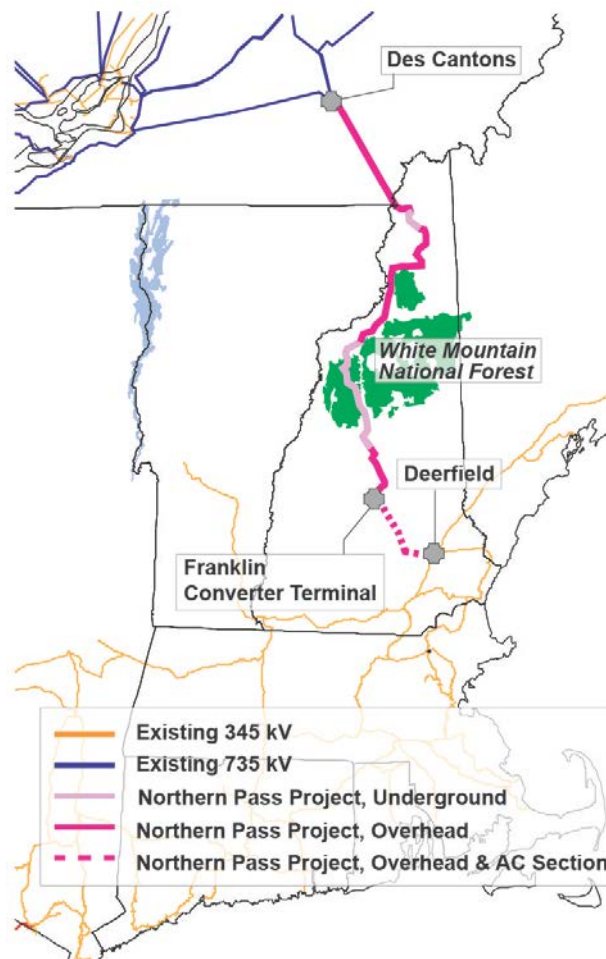 Des Cantons
White Mountain
National Forest
Deerfield
Franklin
Converter Terminal
Existing 345 kV
Existing 735 kV
Northern Pass Project, Underground
Northern Pass Project, Overhead
Northern Pass Project, Overhead & AC Section